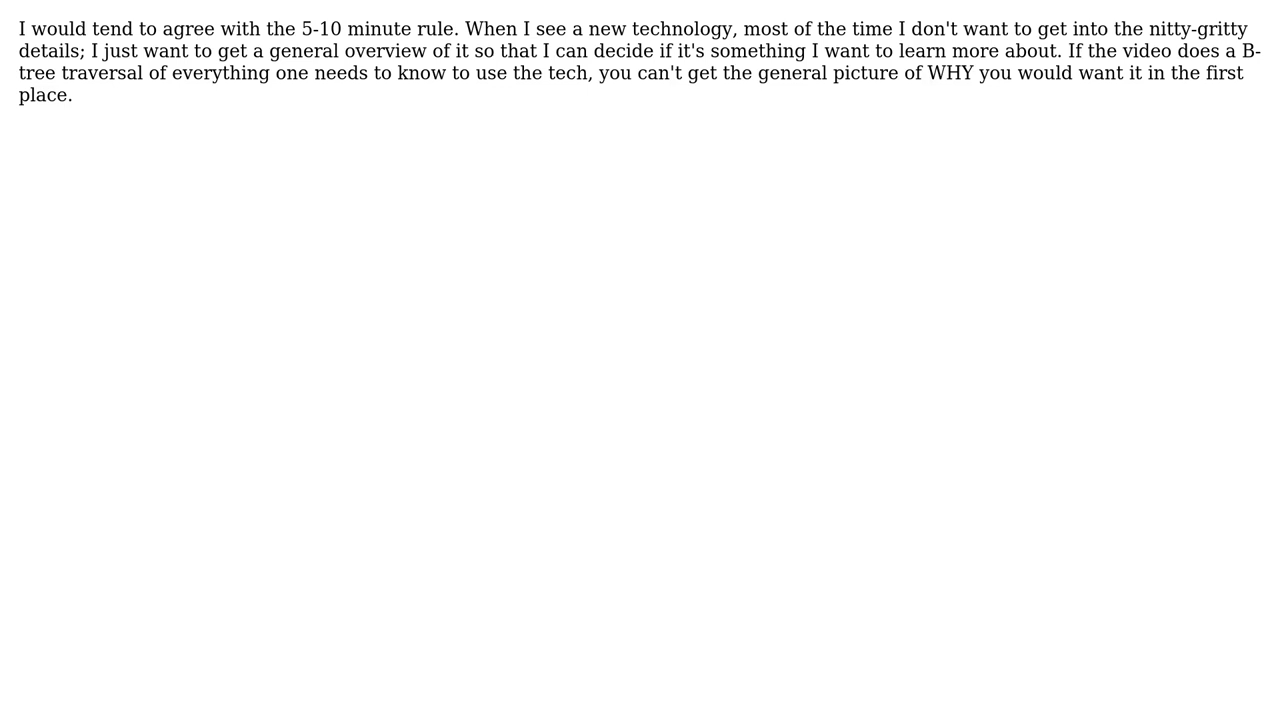 I would tend to agree with the 5-10 minute rule. When I see a new technology, most of the time I don't want to get into the nitty-gritty
details; I just want to get a general overview of it so that I can decide if it's something I want to learn more about. If the video does a B-
tree traversal of everything one needs to know to use the tech, you can't get the general picture of WHY you would want it in the first
place.